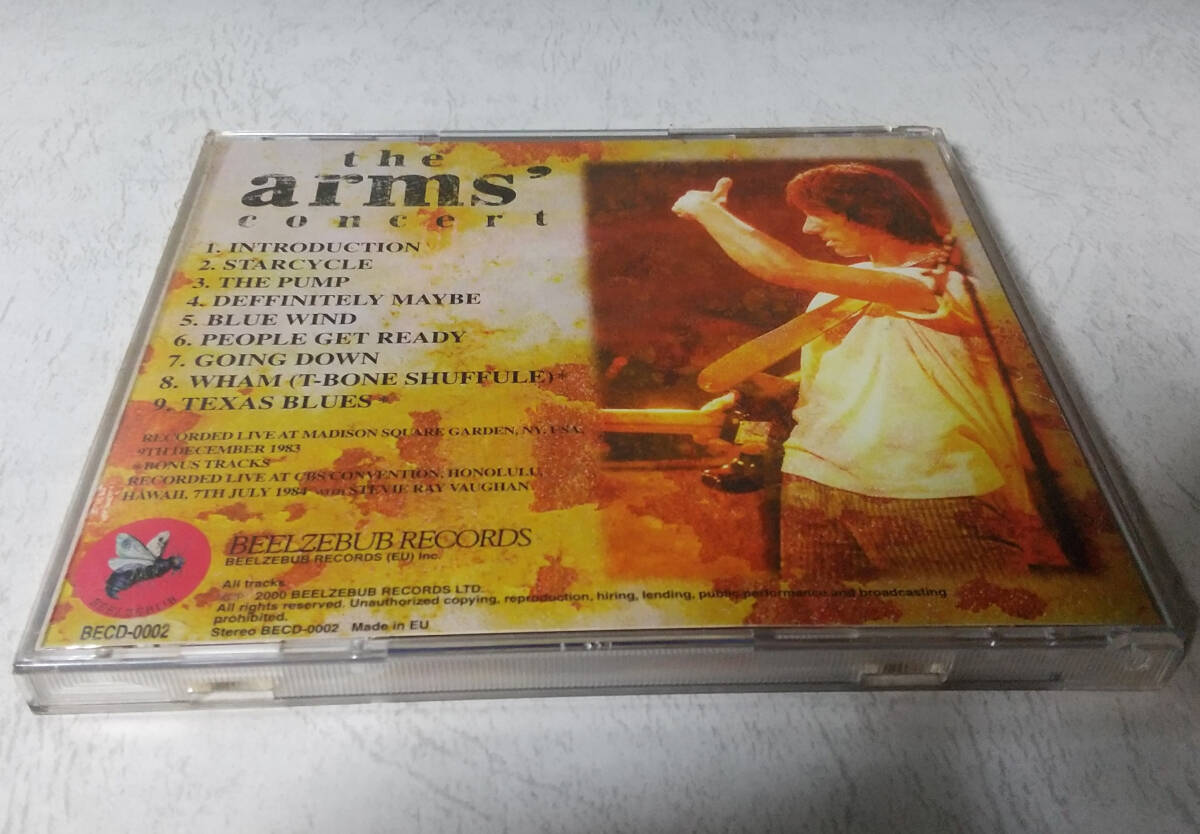 the
arms'
concert
1. INTRODUCTION
2. STARCYCLE
3. THE PUMP
4. DEFFINITELY MAYBE
5. BLUE WIND
6. PEOPLE GET READY
7. GOING DOWN
8. WHAM (T-BONE SHUFFULE)*
9. TEXAS BLUES*
RECORDED LIVE AT MADISON SQUARE GARDEN, NY, USA,
9TH DECEMBER 1983
*BONUS TRACKS
RECORDED LIVE AT CBS CONVENTION, HONOLULU,
HAWAII, 7TH JULY 1984 with STEVIE RAY VAUGHAN
BEELZEBUB RECORDS
BEELZEBUB RECORDS (EU) Inc.
BEELZEBUB
All tracks
2000 BEELZEBUB RECORDS LTD.
All rights reserved. Unauthorized copying, reproduction, hiring, lending, public performance and broadcasting
prohibited.
BECD-0002
Stereo BECD-0002 Made in EU